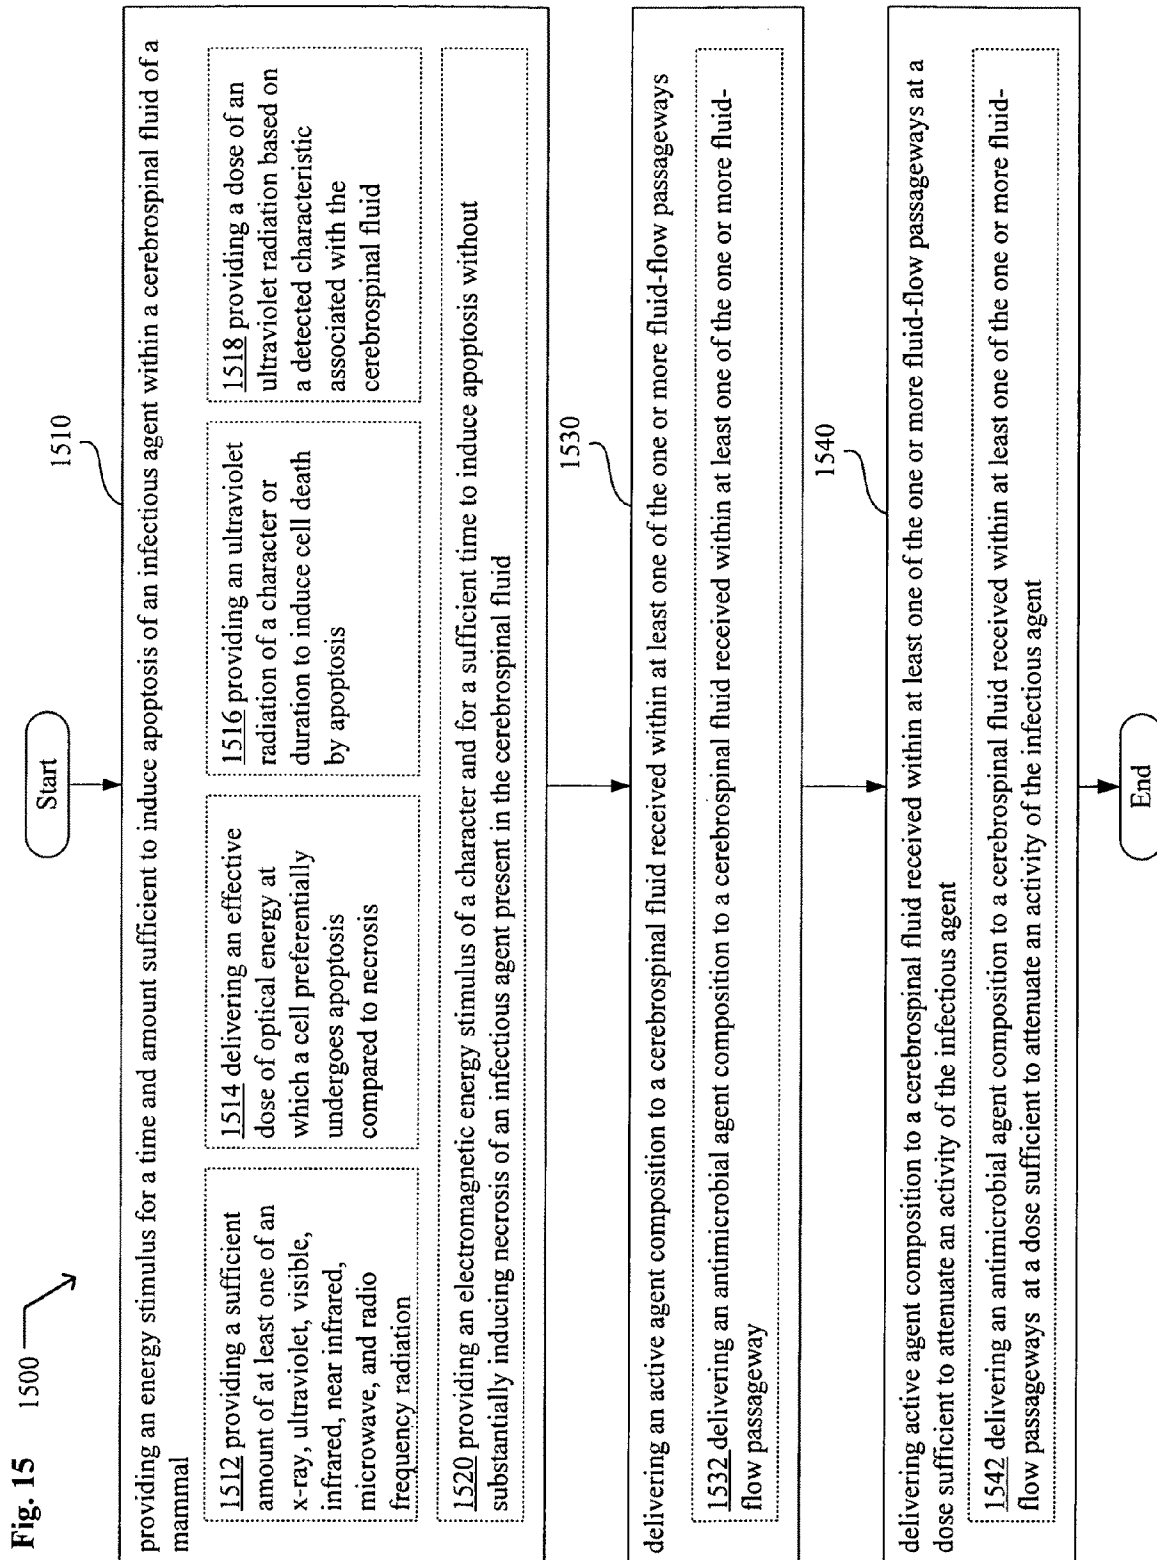 Fig. 15
1500
Start
1510
providing an energy stimulus for a time and amount sufficient to induce apoptosis of an infectious agent within a cerebrospinal fluid of a
mammal
1512 providing a sufficient
amount of at least one of an
x-ray, ultraviolet, visible,
infrared, near infrared,
microwave, and radio
frequency radiation
1514 delivering an effective
dose of optical energy at
which a cell preferentially
undergoes apoptosis
compared to necrosis
1516 providing an ultraviolet
radiation of a character or
duration to induce cell death
by apoptosis
1518 providing a dose of an
ultraviolet radiation based on
a detected characteristic
associated with the
cerebrospinal fluid
1520 providing an electromagnetic energy stimulus of a character and for a sufficient time to induce apoptosis without
substantially inducing necrosis of an infectious agent present in the cerebrospinal fluid
1530
delivering an active agent composition to a cerebrospinal fluid received within at least one of the one or more fluid-flow passageways
1532 delivering an antimicrobial agent composition to a cerebrospinal fluid received within at least one of the one or more fluid-
flow passageway
1540
delivering active agent composition to a cerebrospinal fluid received within at least one of the one or more fluid-flow passageways at a
dose sufficient to attenuate an activity of the infectious agent
1542 delivering an antimicrobial agent composition to a cerebrospinal fluid received within at least one of the one or more fluid-
flow passageways at a dose sufficient to attenuate an activity of the infectious agent
End